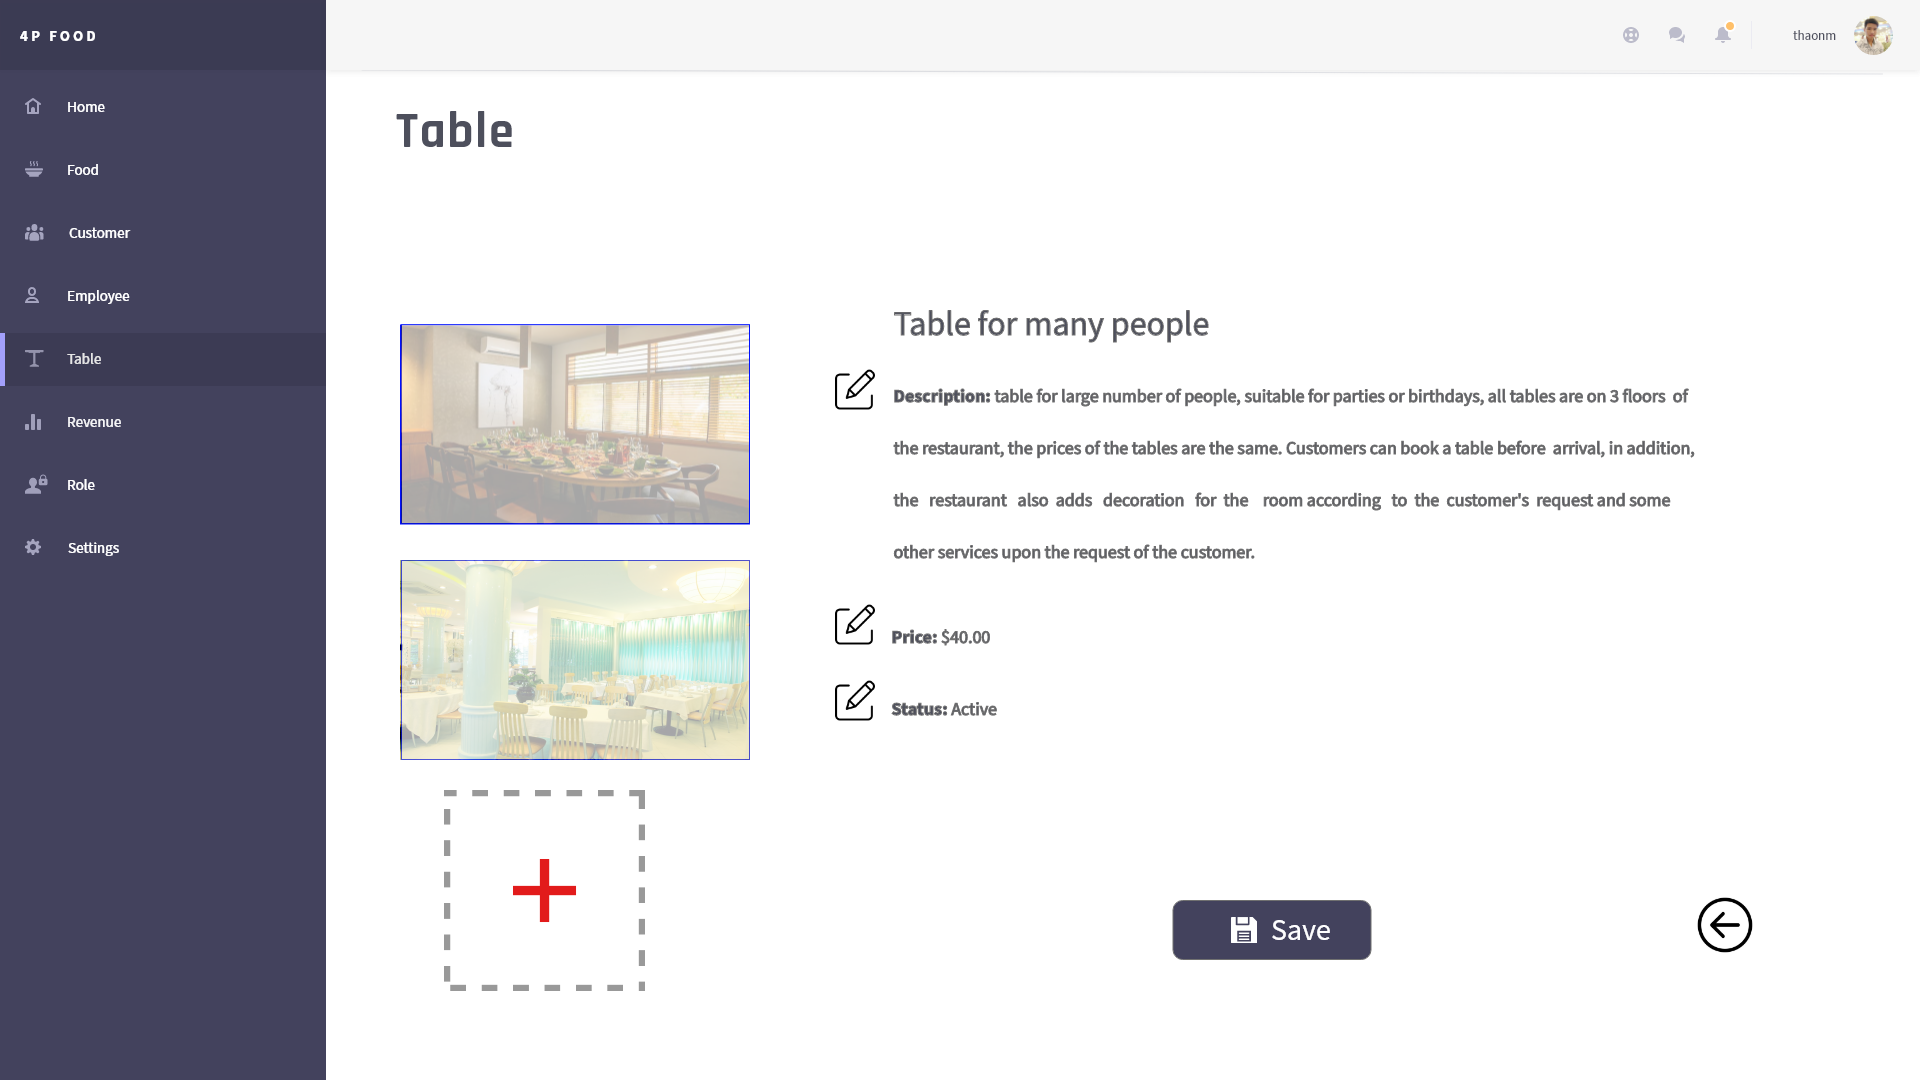 4P FOOD
thaonm
Home
Food
Customer
Employee
Table
Revenue
Role
Settings
Table
Table for many people
Description: table for large number of people, suitable for parties or birthdays, all tables are on 3 floors of
the restaurant, the prices of the tables are the same. Customers can book a table before arrival, in addition,
the restaurant also adds decoration for the room according to the customer's request and some
other services upon the request of the customer.
Price: $40.00
Status: Active
Save